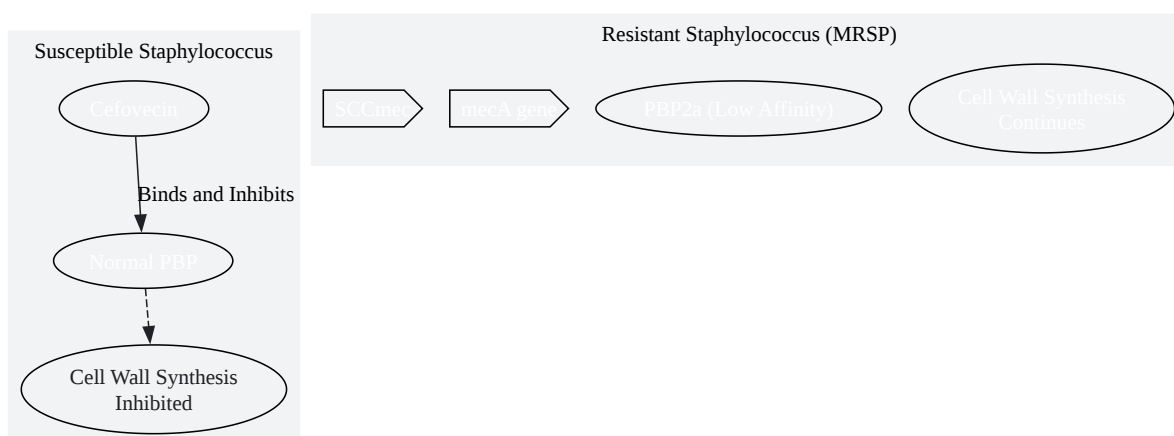 Susceptible Staphylococcus
Cefovecin
Binds and Inhibits
Normal PBP
Cell Wall Synthesis
Inhibited
Resistant Staphylococcus (MRSP)
SCCmec
mecA gene
PBP2a (Low Affinity)
Cell Wall Synthesis
Continues